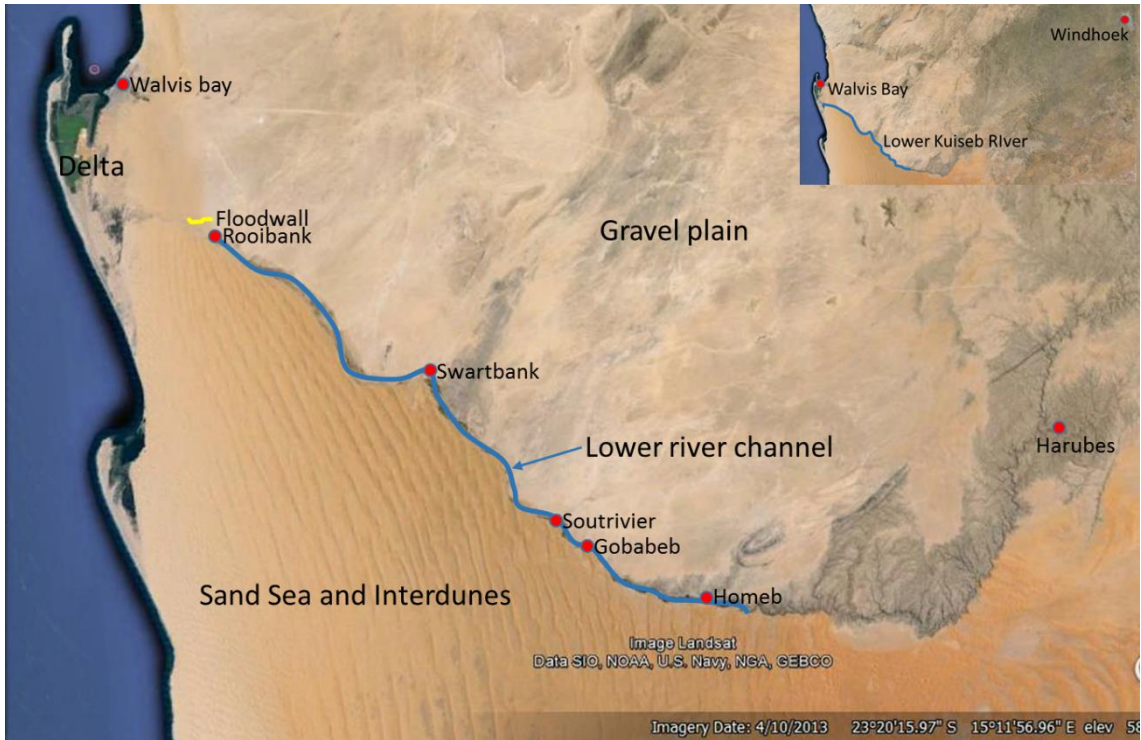 Windhoek
Walvis Bay
Lower Kuiseb RIver
Walvis bay
Delta
Floodwall
Rooibank
Gravel plain
Swartbank
Harubes
Lower river channel
Soutrivier
Gobabeb
Sand Sea and Interdunes
Homeb
Image Landsat
Data SIO, NOAA, U.S. Navy, NGA, GEBCO
Imagery Date: 4/10/2013 23°20'15.97" S 15°11'56.96" E elev 58